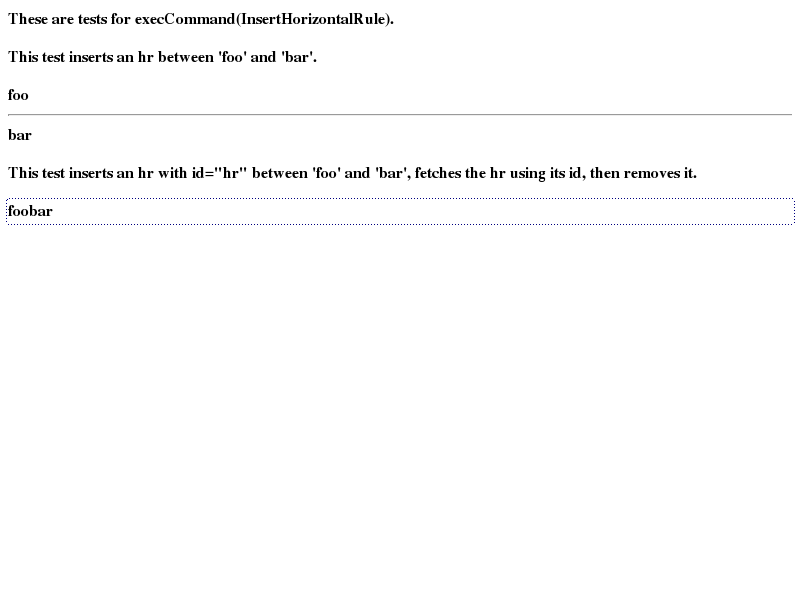 These are tests for execCommand(InsertHorizontalRule).
This test inserts an hr between 'foo' and 'bar'.
foo
bar
This test inserts an hr with id="hr" between 'foo' and 'bar', fetches the hr using its id, then removes it.
foobar